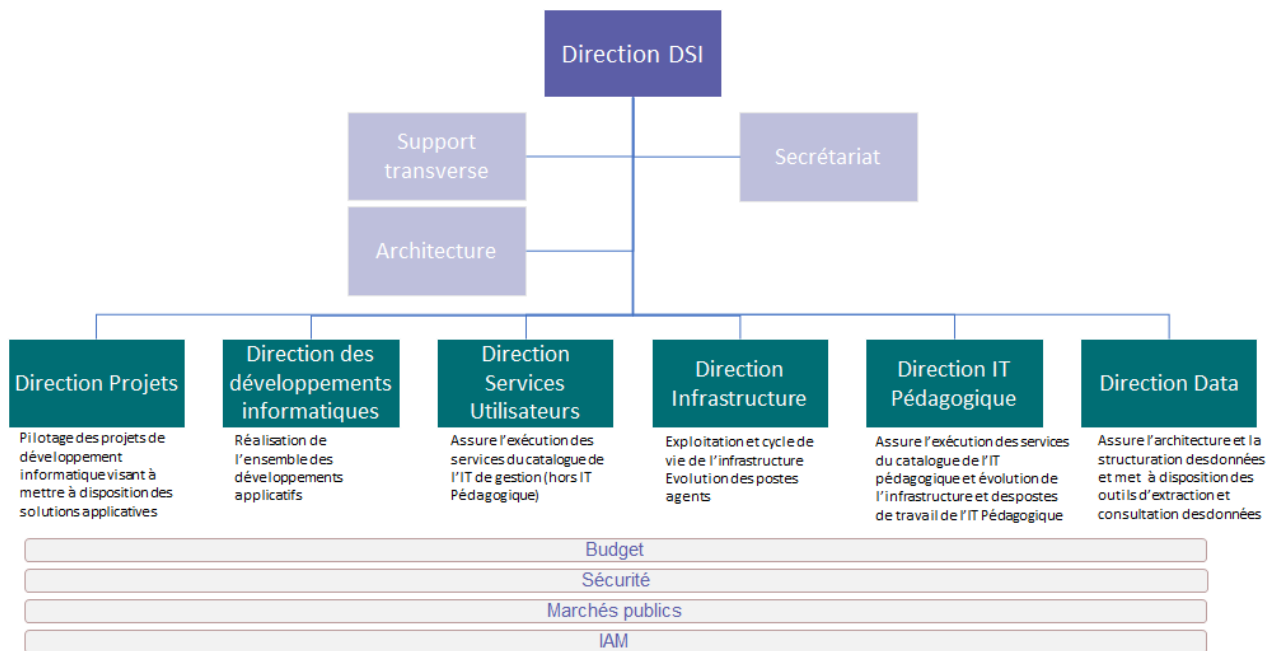 Direction DSI
Support
transverse
Secrétariat
Architecture
Direction Projets
Pilotage des projets de
développement
informatique visant à
mettre à disposition des
solutions applicatives
Direction des
développements
informatiques
Réalisation de
l'ensemble des
développements
applicatifs
Direction
Services
Utilisateurs
Assure l'exécution des
services du catalogue de
l'IT de gestion (hors IT
Pédagogique)
Direction
Infrastructure
Exploitation et cycle de
vie de l'infrastructure
Evolution des postes
agents
Direction IT
Pédagogique
Assure l'exécution des services
du catalogue de l'IT
pédagogique et évolution de
l'infrastructure et des postes
de travail de l'IT Pédagogique
Direction Data
Assure l'architecture et la
structuration des données
et met à disposition des
outils d'extraction et
consultation des données
Budget
Sécurité
Marchés publics
IAM